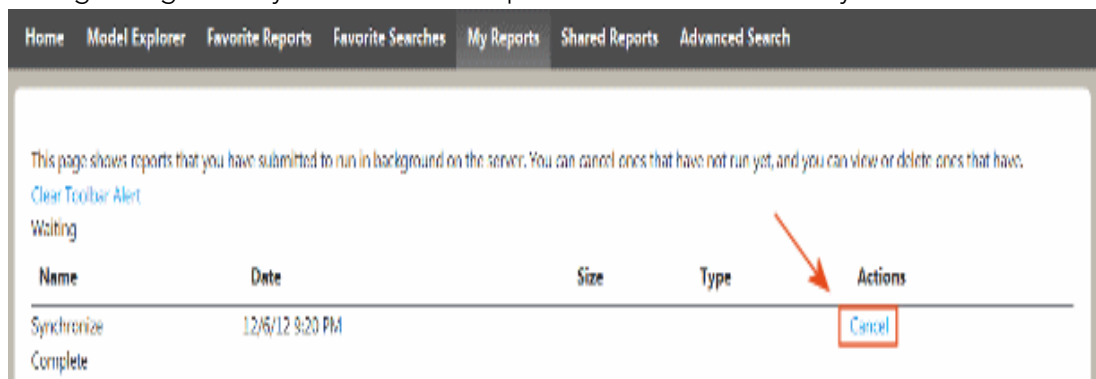 Home Model Explorer Favorite Reports Favorite Searches My Reports Shared Reports Advanced Search
This page shows reports that you have submitted to run in background on the server. You can cancel ones that have not run yet, and you can view or delete ones that have.
Clear Toolbar Alert
Waiting
Name Date Size Type Actions
Synchronize 12/6/12 9:20 PM Cancel
Complete